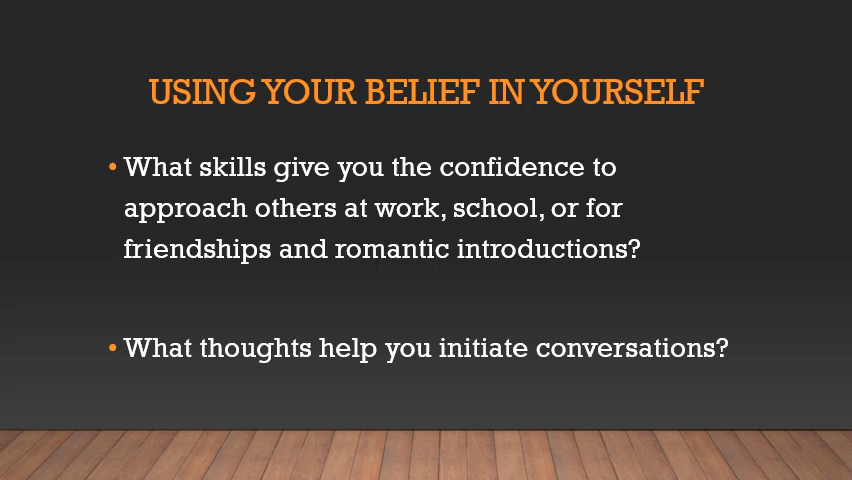 USING YOUR BELIEF IN YOURSELF
• What skills give you the confidence to
approach others at work, school, or for
friendships and romantic introductions?
• What thoughts help you initiate conversations?